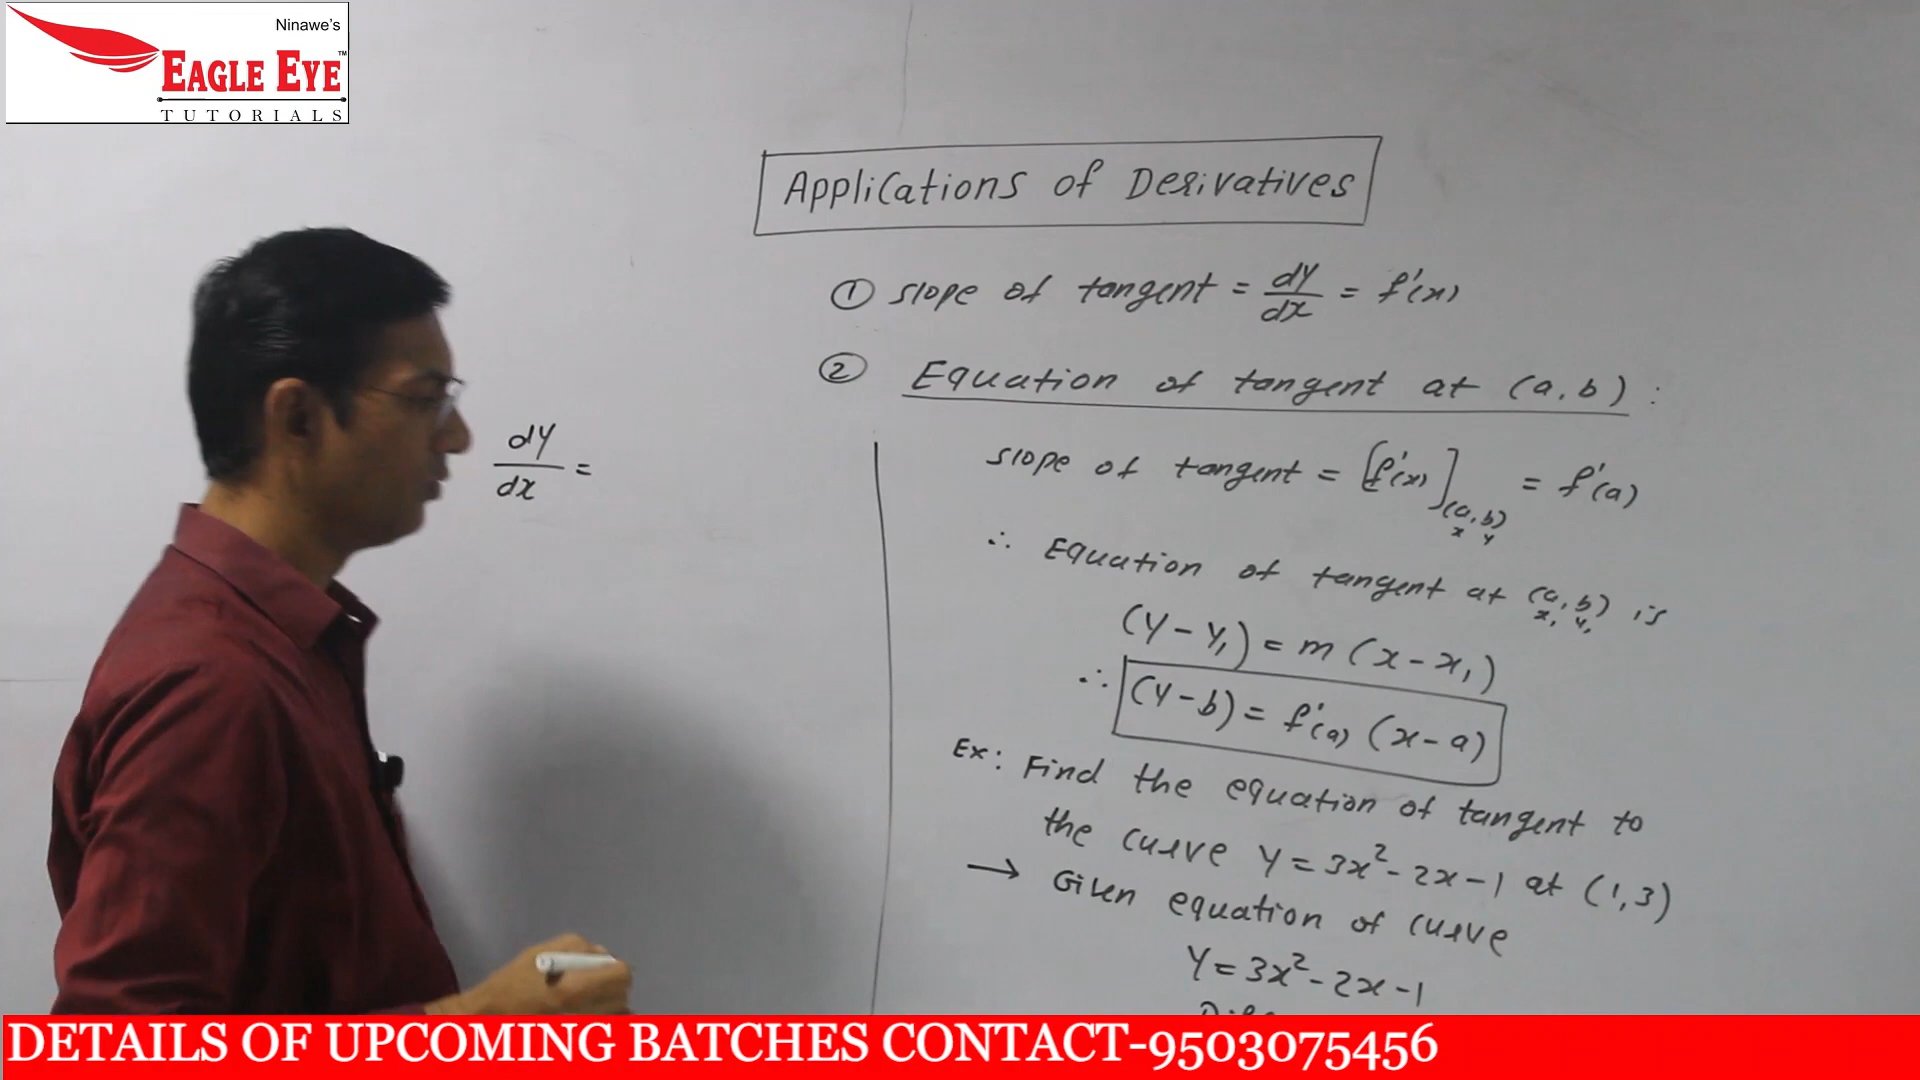 Ninawe's
EAGLE EYE™
TUTORIALS
Applications of Derivatives
① slope of tangent = dy/dx = f'(x)
② Equation of tangent at (a, b) :
dy/dx =
slope of tangent = [f'(x)](a, b) = f'(a)
x y
∴ Equation of tangent at (a, b) is
x₁ y₁
(y - y₁) = m (x - x₁)
∴ (y - b) = f'(a) (x - a)
Ex: Find the equation of tangent to
the curve y = 3x² - 2x - 1 at (1, 3)
→ Given equation of curve
y = 3x² - 2x - 1
DETAILS OF UPCOMING BATCHES CONTACT-9503075456